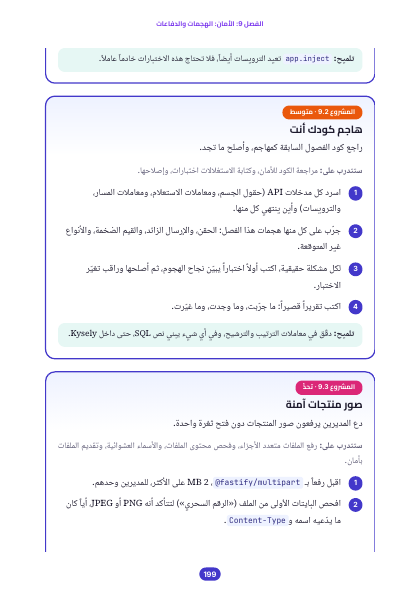 الفصل 9: الأمان: الهجمات والدفاعات
تلميح: app.inject تعيد الترويسات أيضاً، فلا تحتاج هذه الاختبارات خادماً عاملاً.
المشروع 9.2 · متوسط
هاجم كودك أنت
راجع كود الفصول السابقة كمهاجم، وأصلح ما تجد.
ستتدرب على: مراجعة الكود للأمان، وكتابة الاستغلالات اختبارات، وإصلاحها.
1 اسرد كل مدخلات API (حقول الجسم، ومعاملات الاستعلام، ومعاملات المسار،
والترويسات) وأين ينتهي كل منها.
2 جرّب على كل منها هجمات هذا الفصل: الحقن، والإرسال الزائد، والقيم الضخمة، والأنواع
غير المتوقعة.
3 لكل مشكلة حقيقية، اكتب أولاً اختباراً يبيّن نجاح الهجوم، ثم أصلحها وراقب تغيّر
الاختبار.
4 اكتب تقريراً قصيراً: ما جرّبت، وما وجدت، وما غيّرت.
تلميح: دقّق في معاملات الترتيب والترشيح، وفي أي شيء يبني نص SQL، حتى داخل Kysely.
المشروع 9.3 · تحدٍّ
صور منتجات آمنة
دع المديرين يرفعون صور المنتجات دون فتح ثغرة واحدة.
ستتدرب على: رفع الملفات متعدد الأجزاء، وفحص محتوى الملفات، والأسماء العشوائية، وتقديم الملفات
بأمان.
1 اقبل رفعاً بـ @fastify/multipart ، 2 MB على الأكثر، للمديرين وحدهم.
2 افحص البايتات الأولى من الملف («الرقم السحري») لتتأكد أنه PNG أو JPEG، أياً كان
ما يدّعيه اسمه و Content-Type .
199